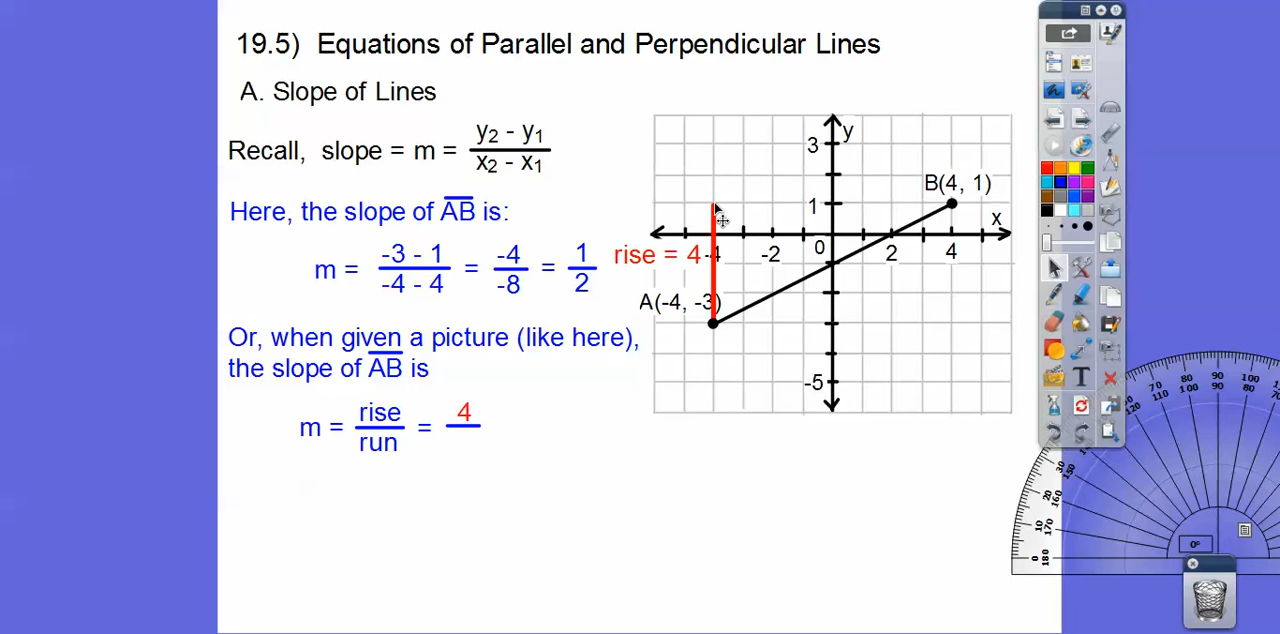 19.5) Equations of Parallel and Perpendicular Lines
A. Slope of Lines
Recall, slope = m = y₂ - y₁ / x₂ - x₁
Here, the slope of A̅B̅ is:
m = -3 - 1 / -4 - 4 = -4 / -8 = 1 / 2
Or, when given a picture (like here),
the slope of A̅B̅ is
m = rise / run = 4
y
3
B(4, 1)
1
x
rise = 4
-4
-2
0
2
4
A(-4, -3)
-5
0°